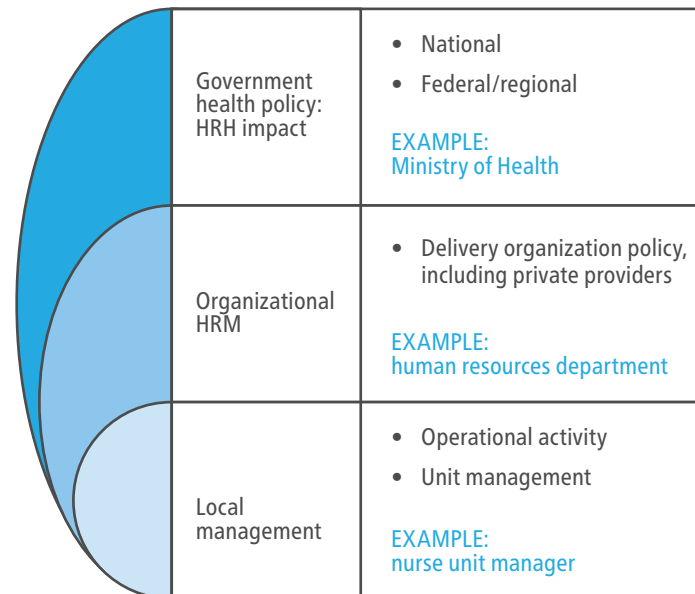 Government
health policy:
HRH impact
• National
• Federal/regional
EXAMPLE:
Ministry of Health
Organizational
HRM
• Delivery organization policy,
including private providers
EXAMPLE:
human resources department
Local
management
• Operational activity
• Unit management
EXAMPLE:
nurse unit manager